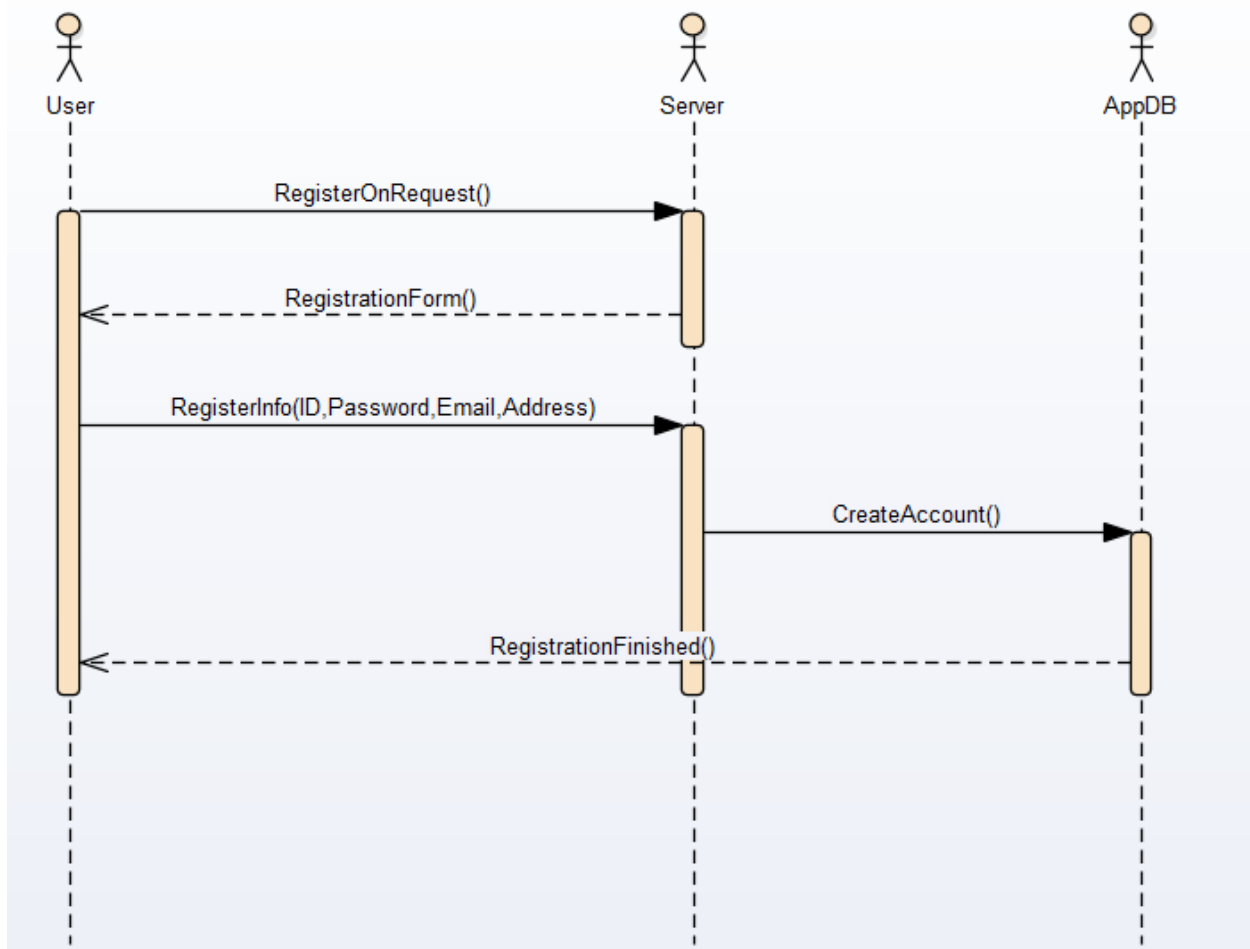 User
Server
AppDB
RegisterOnRequest()
RegistrationForm()
RegisterInfo(ID,Password,Email,Address)
CreateAccount()
RegistrationFinished()